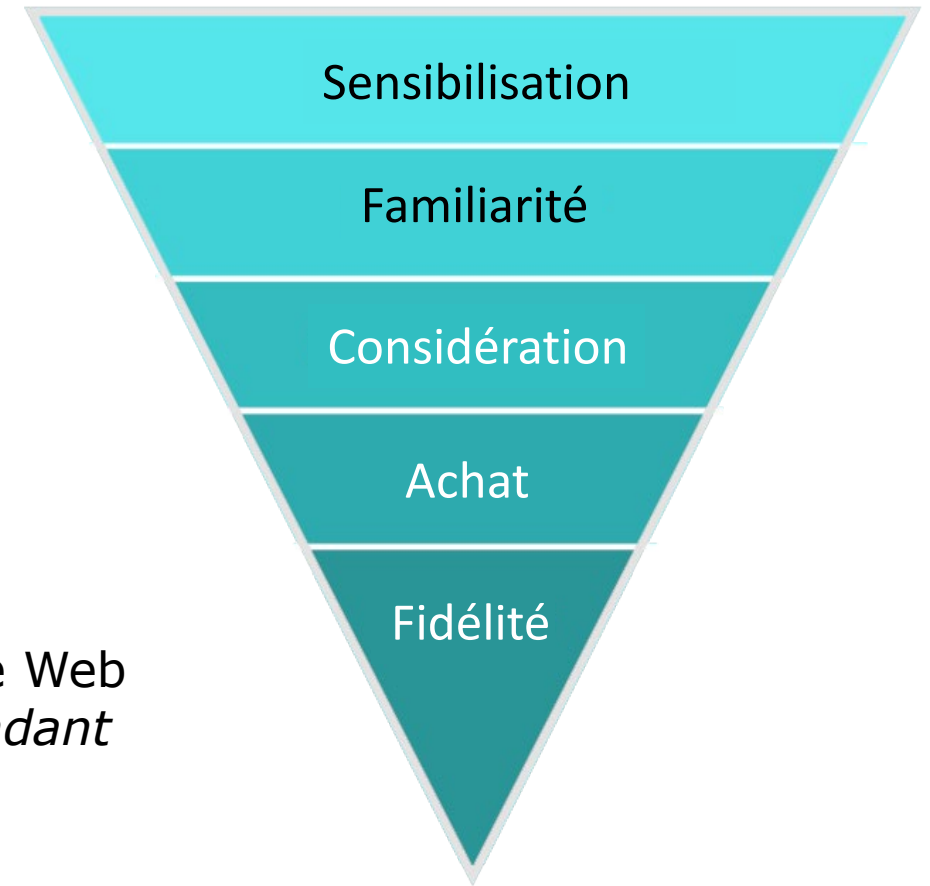 Sensibilisation
Familiarité
Considération
Achat
Fidélité
Web